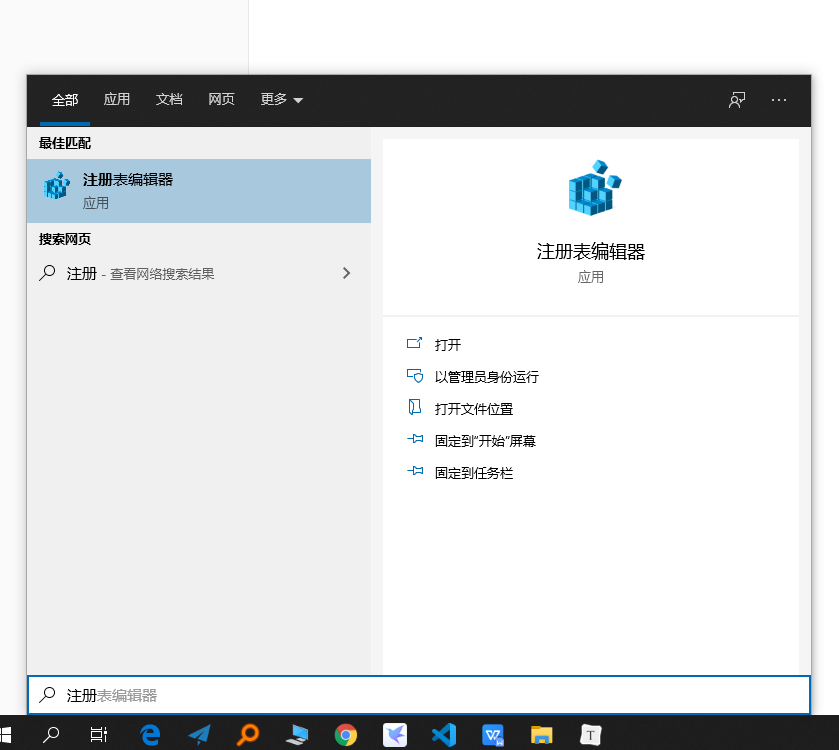 全部 应用 文档 网页 更多
最佳匹配
注册表编辑器
应用
搜索网页
注册 - 查看网络搜索结果
注册表编辑器
应用
打开
以管理员身份运行
打开文件位置
固定到"开始"屏幕
固定到任务栏
注册表编辑器
T